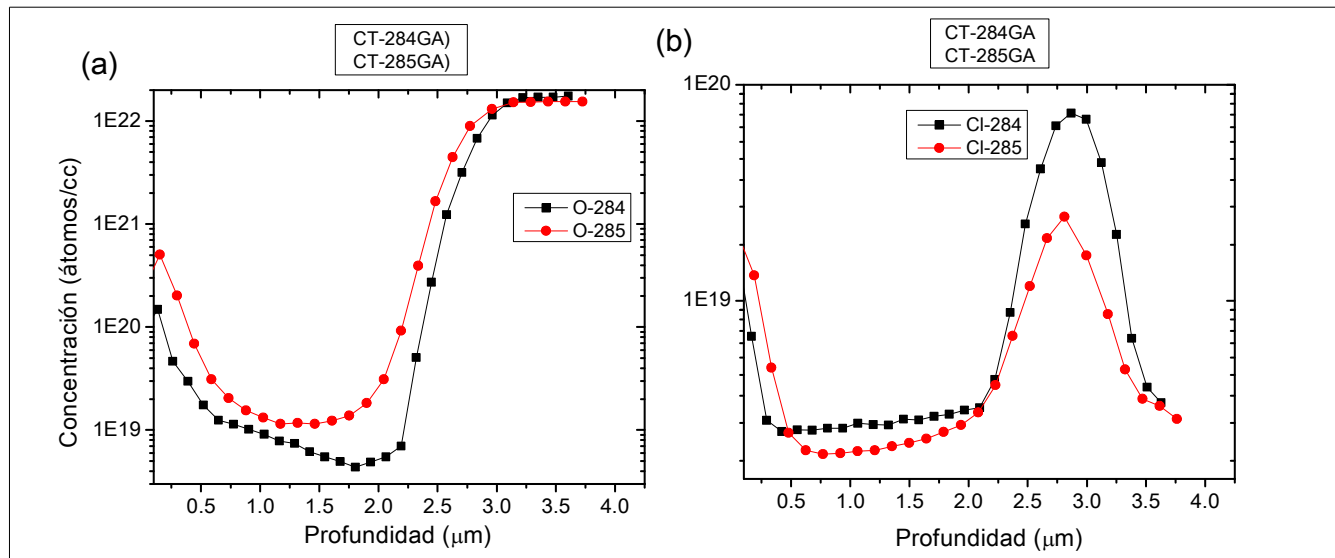 (a)
CT-284GA)
CT-285GA)
Concentración (átomos/cc)
1E22
1E21
1E20
1E19
O-284
O-285
0.5 1.0 1.5 2.0 2.5 3.0 3.5 4.0
Profundidad (μm)
(b)
CT-284GA
CT-285GA
1E20
1E19
Cl-284
Cl-285
0.5 1.0 1.5 2.0 2.5 3.0 3.5 4.0
Profundidad (μm)